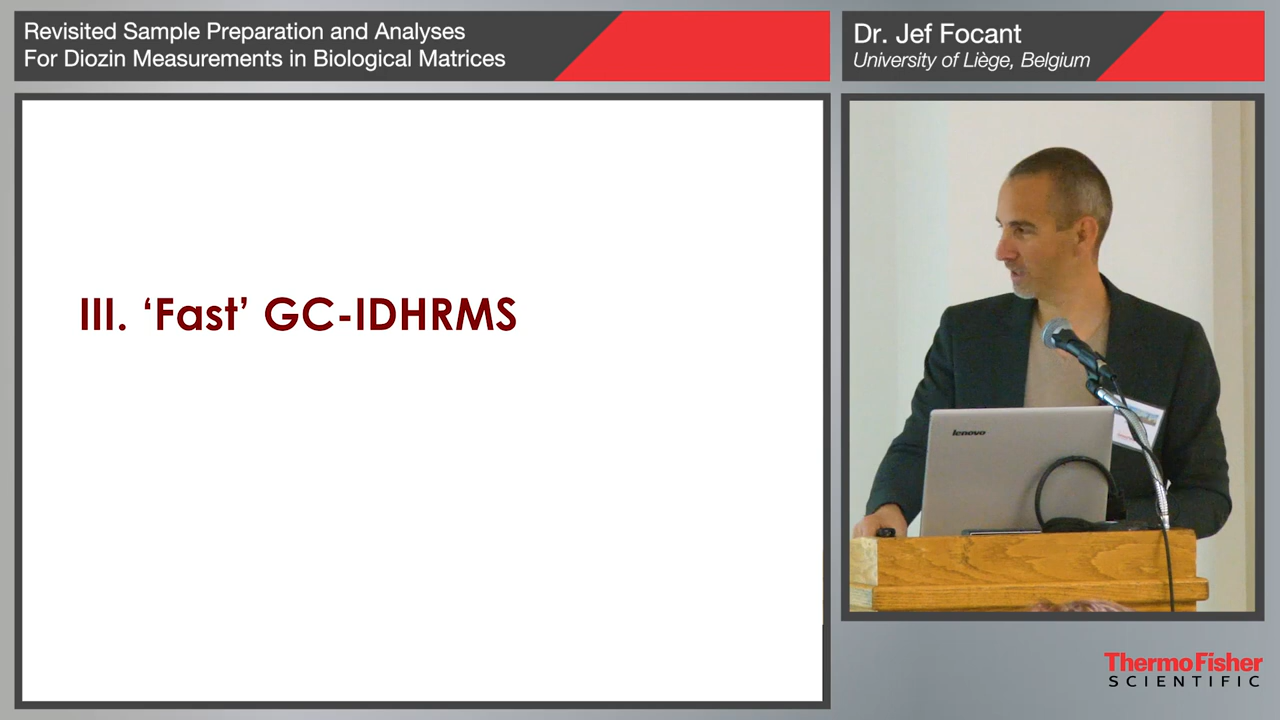 Revisited Sample Preparation and Analyses
For Diozin Measurements in Biological Matrices
Dr. Jef Focant
University of Liège, Belgium
III. ‘Fast’ GC-IDHRMS
lenovo
ThermoFisher
SCIENTIFIC